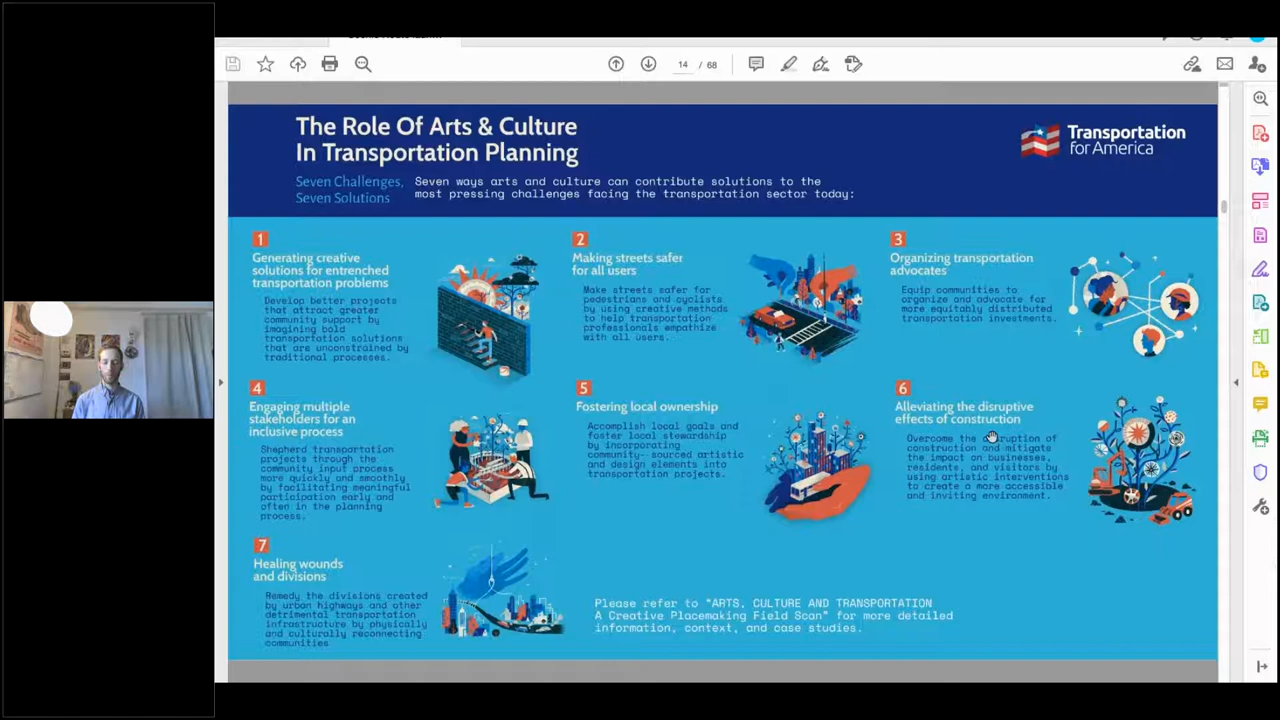 14 / 68
The Role Of Arts & Culture
In Transportation Planning
Transportation
for America
Seven Challenges,
Seven Solutions
Seven ways arts and culture can contribute solutions to the
most pressing challenges facing the transportation sector today:
1
Generating creative
solutions for entrenched
transportation problems
Develop better projects
that attract greater
community support by
imagining bold
transportation solutions
that are unconstrained by
traditional processes.
2
Making streets safer
for all users
Make streets safer for
pedestrians and cyclists
by using creative methods
to help transportation
professionals empathize
with all users.
3
Organizing transportation
advocates
Equip communities to
organize and advocate for
more equitably distributed
transportation investments.
4
Engaging multiple
stakeholders for an
inclusive process
Shepherd transportation
projects through the
community input process
more quickly and smoothly
by facilitating meaningful
participation early and
often in the planning
process.
5
Fostering local ownership
Accomplish local goals and
foster local stewardship
by incorporating
community-sourced artistic
and design elements into
transportation projects.
6
Alleviating the disruptive
effects of construction
Overcome the disruption of
construction and mitigate
the impact on businesses,
residents, and visitors by
using artistic interventions
to create a more accessible
and inviting environment.
7
Healing wounds
and divisions
Remedy the divisions created
by urban highways and other
detrimental transportation
infrastructure by physically
and culturally reconnecting
communities
Please refer to "ARTS, CULTURE AND TRANSPORTATION
A Creative Placemaking Field Scan" for more detailed
information, context, and case studies.